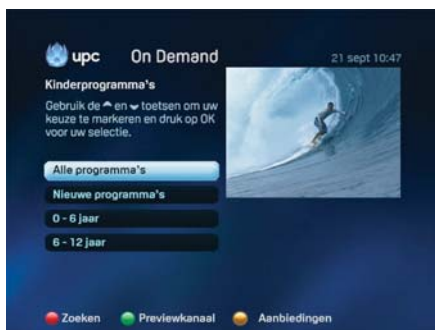 upc On Demand 21 sept 10:47
Kinderprogramma's
Gebruik de en toetsen om uw
keuze te markeren en druk op OK
voor uw selectie.
Alle programma's
Nieuwe programma's
0 - 6 jaar
6 - 12 jaar
Zoeken Previewkanaal Aanbiedingen